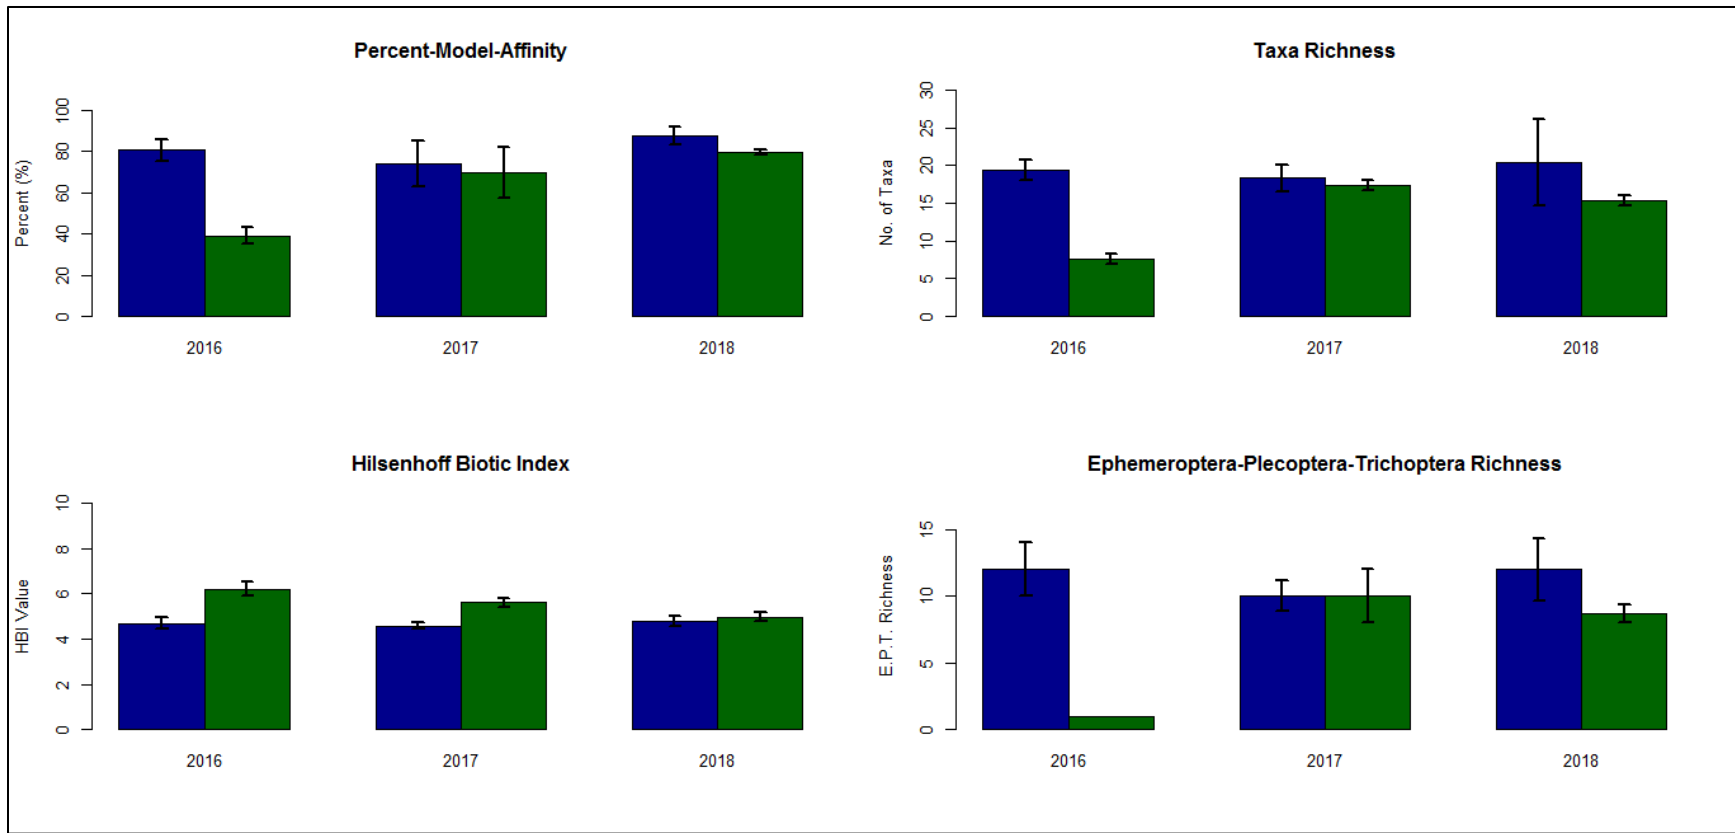 Percent-Model-Affinity
Percent (%)
0 20 40 60 80 100
2016 2017 2018
Taxa Richness
No. of Taxa
0 5 10 15 20 25 30
2016 2017 2018
Hilsenhoff Biotic Index
HBI Value
0 2 4 6 8 10
2016 2017 2018
Ephemeroptera-Plecoptera-Trichoptera Richness
E.P.T. Richness
0 5 10 15
2016 2017 2018